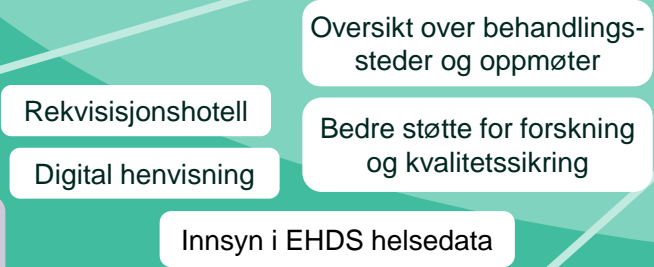 Oversikt over behandlings-
steder og oppmøter
Rekvisisjonshotell
Bedre støtte for forskning
og kvalitetssikring
Digital henvisning
Innsyn i EHDS helsedata